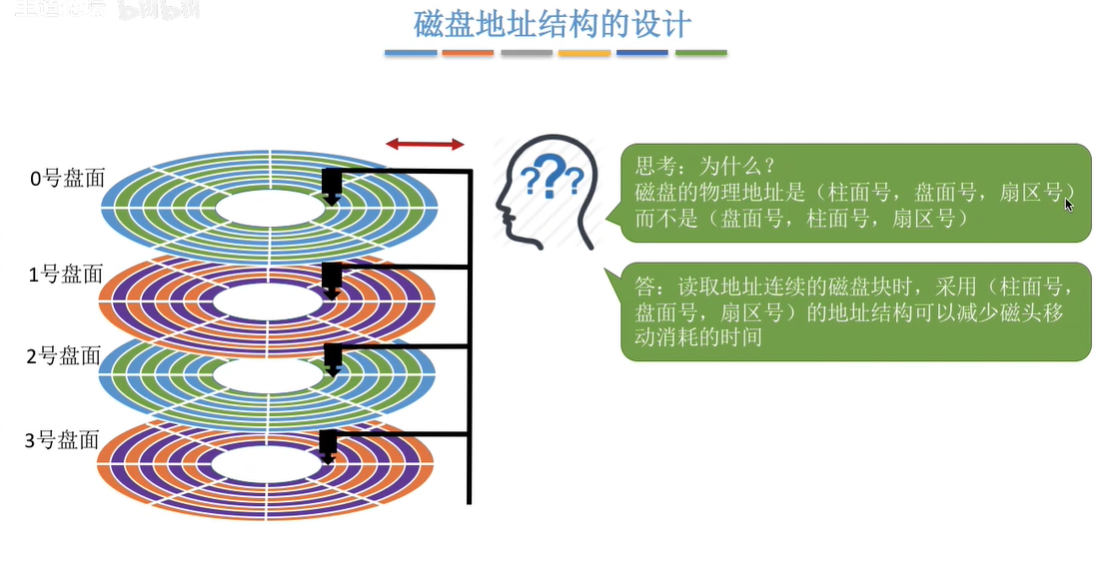 磁盘地址结构的设计
0号盘面
1号盘面
2号盘面
3号盘面
???
思考：为什么？
磁盘的物理地址是（柱面号，盘面号，扇区号）
而不是（盘面号，柱面号，扇区号）
答：读取地址连续的磁盘块时，采用（柱面号，
盘面号，扇区号）的地址结构可以减少磁头移
动消耗的时间
bilibili